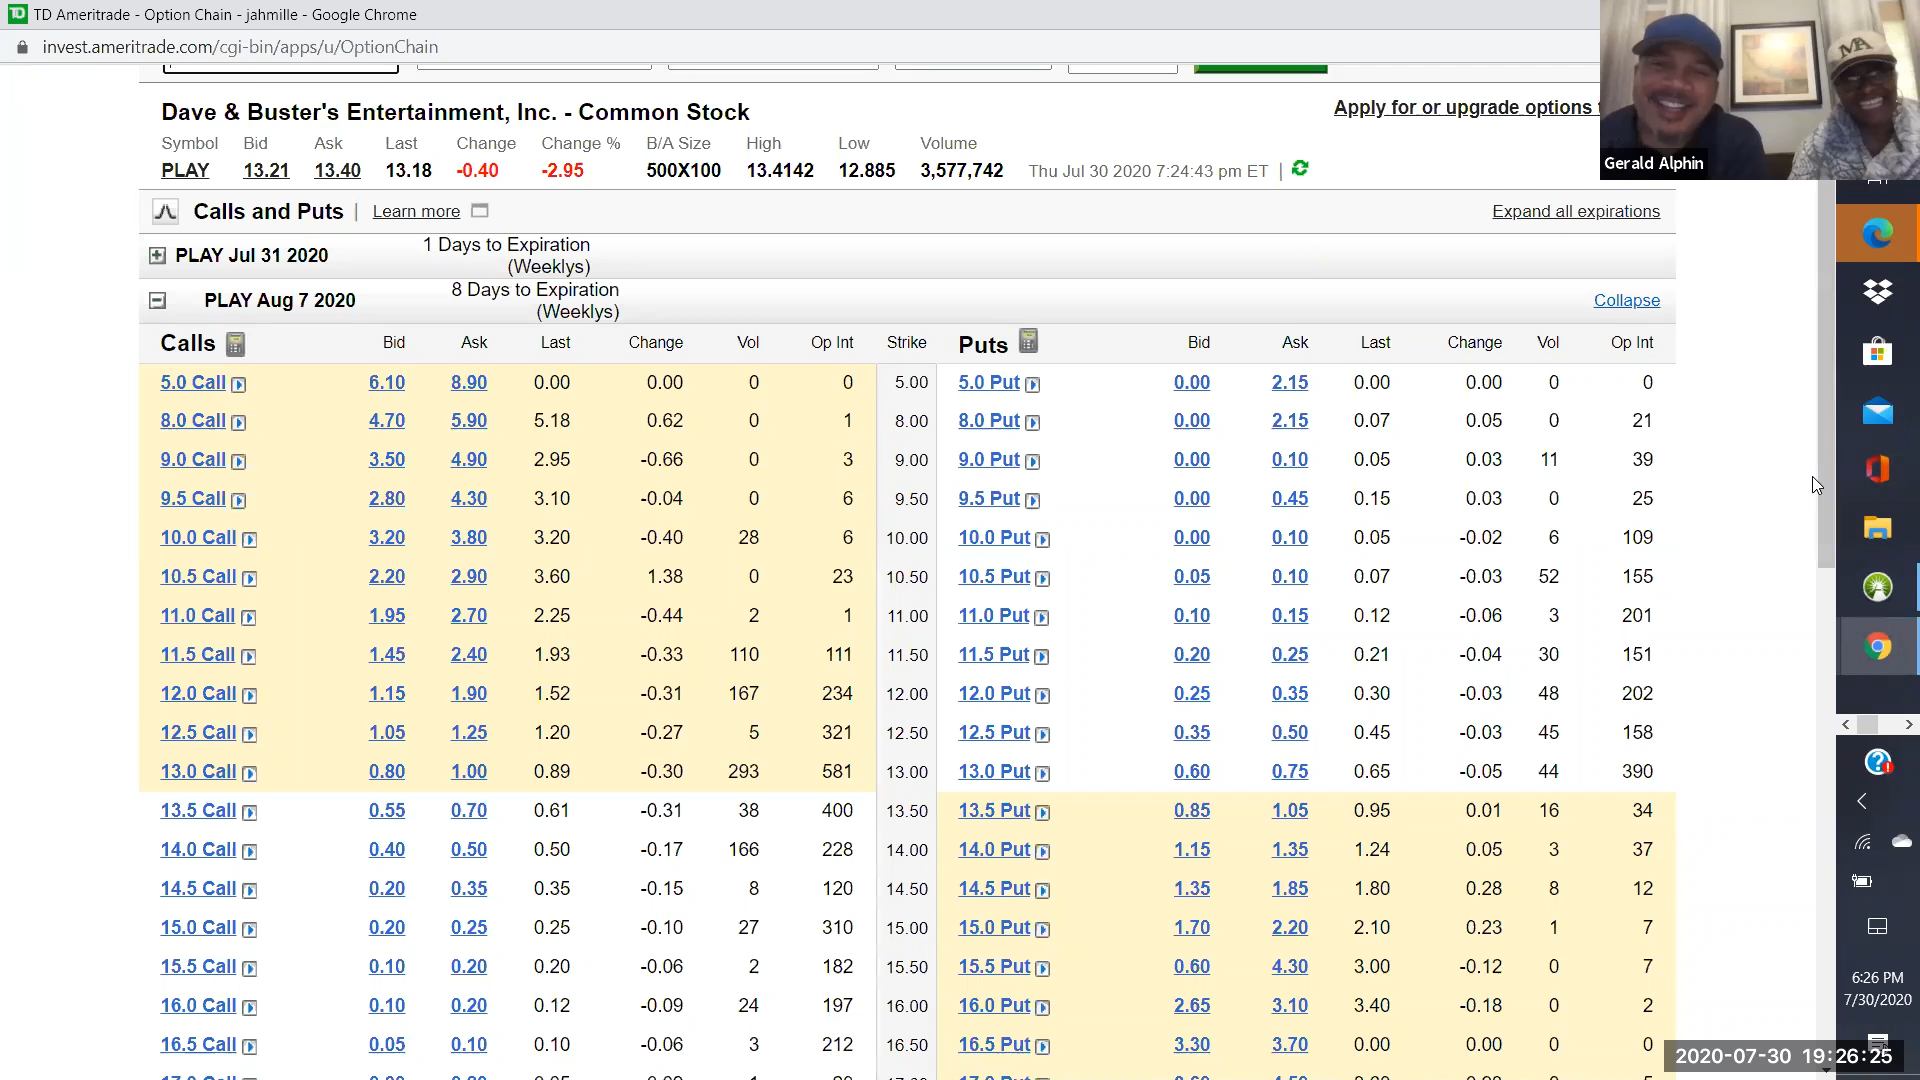 TD Ameritrade - Option Chain - jahmille - Google Chrome
invest.ameritrade.com/cgi-bin/apps/u/OptionChain
Dave & Buster's Entertainment, Inc. - Common Stock
Apply for or upgrade options
Symbol Bid Ask Last Change Change % B/A Size High Low Volume
PLAY 13.21 13.40 13.18 -0.40 -2.95 500X100 13.4142 12.885 3,577,742 Thu Jul 30 2020 7:24:43 pm ET |
MA
Gerald Alphin
Calls and Puts | Learn more Expand all expirations
PLAY Jul 31 2020 1 Days to Expiration
(Weeklys)
PLAY Aug 7 2020 8 Days to Expiration
(Weeklys)
Collapse
Calls Bid Ask Last Change Vol Op Int Strike Puts Bid Ask Last Change Vol Op Int
5.0 Call 6.10 8.90 0.00 0.00 0 0 5.00 5.0 Put 0.00 2.15 0.00 0.00 0 0
8.0 Call 4.70 5.90 5.18 0.62 0 1 8.00 8.0 Put 0.00 2.15 0.07 0.05 0 21
9.0 Call 3.50 4.90 2.95 -0.66 0 3 9.00 9.0 Put 0.00 0.10 0.05 0.03 11 39
9.5 Call 2.80 4.30 3.10 -0.04 0 6 9.50 9.5 Put 0.00 0.45 0.15 0.03 0 25
10.0 Call 3.20 3.80 3.20 -0.40 28 6 10.00 10.0 Put 0.00 0.10 0.05 -0.02 6 109
10.5 Call 2.20 2.90 3.60 1.38 0 23 10.50 10.5 Put 0.05 0.10 0.07 -0.03 52 155
11.0 Call 1.95 2.70 2.25 -0.44 2 1 11.00 11.0 Put 0.10 0.15 0.12 -0.06 3 201
11.5 Call 1.45 2.40 1.93 -0.33 110 111 11.50 11.5 Put 0.20 0.25 0.21 -0.04 30 151
12.0 Call 1.15 1.90 1.52 -0.31 167 234 12.00 12.0 Put 0.25 0.35 0.30 -0.03 48 202
12.5 Call 1.05 1.25 1.20 -0.27 5 321 12.50 12.5 Put 0.35 0.50 0.45 -0.03 45 158
13.0 Call 0.80 1.00 0.89 -0.30 293 581 13.00 13.0 Put 0.60 0.75 0.65 -0.05 44 390
13.5 Call 0.55 0.70 0.61 -0.31 38 400 13.50 13.5 Put 0.85 1.05 0.95 0.01 16 34
14.0 Call 0.40 0.50 0.50 -0.17 166 228 14.00 14.0 Put 1.15 1.35 1.24 0.05 3 37
14.5 Call 0.20 0.35 0.35 -0.15 8 120 14.50 14.5 Put 1.35 1.85 1.80 0.28 8 12
15.0 Call 0.20 0.25 0.25 -0.10 27 310 15.00 15.0 Put 1.70 2.20 2.10 0.23 1 7
15.5 Call 0.10 0.20 0.20 -0.06 2 182 15.50 15.5 Put 0.60 4.30 3.00 -0.12 0 7
16.0 Call 0.10 0.20 0.12 -0.09 24 197 16.00 16.0 Put 2.65 3.10 3.40 -0.18 0 2
16.5 Call 0.05 0.10 0.10 -0.06 3 212 16.50 16.5 Put 3.30 3.70 0.00 0.00 0 0
6:26 PM
7/30/2020
2020-07-30 19:26:25